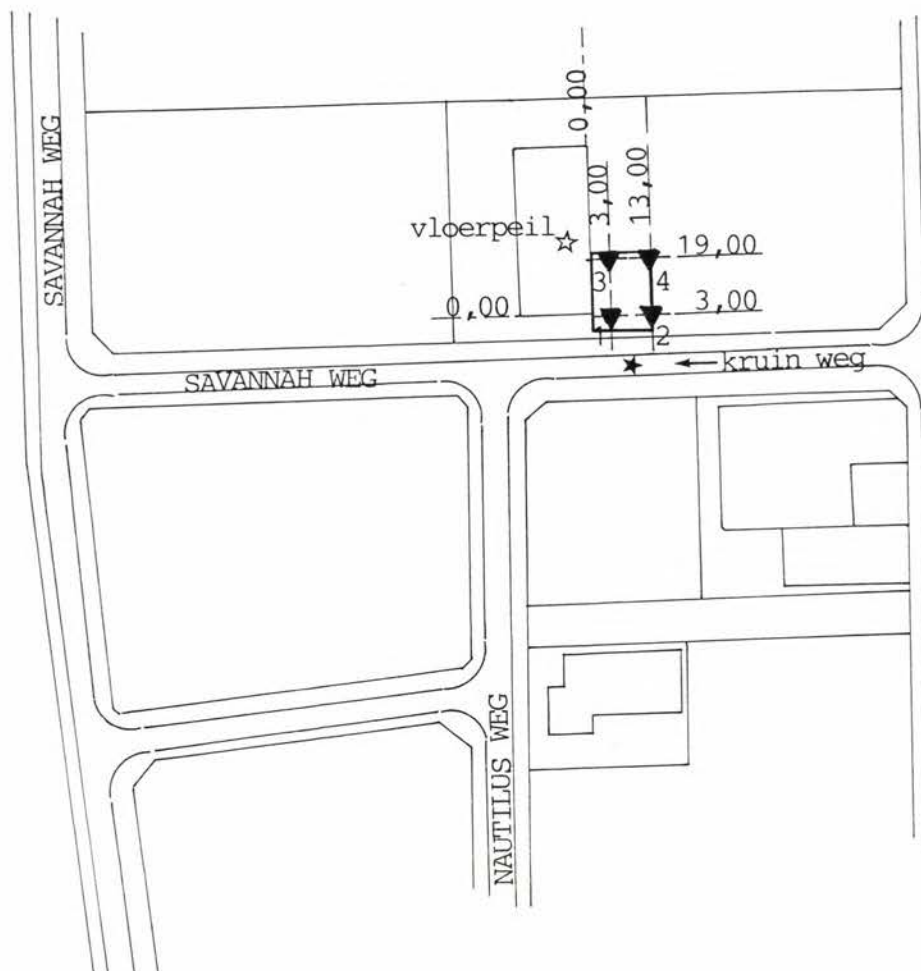 0,00
SAVANNAH WEG
3,00
13,00
vloerpeil
19,00
3
4
0,00
3,00
1
2
kruin weg
SAVANNAH WEG
NAUTILUS WEG